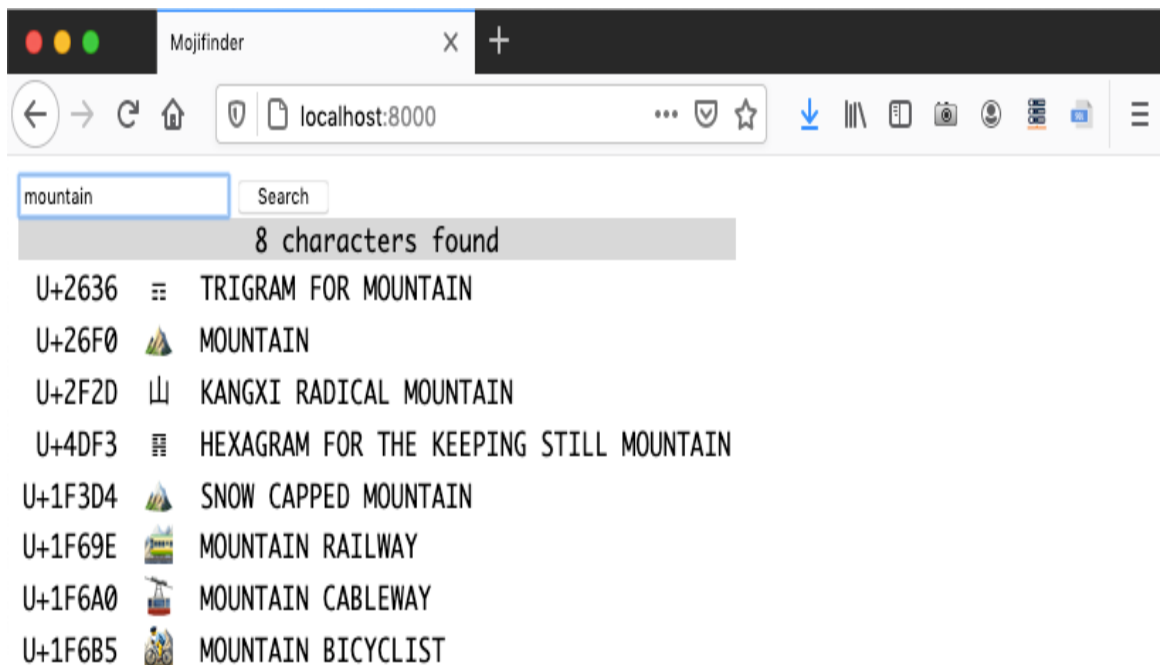 Mojifinder
localhost:8000
mountain Search
8 characters found
U+2636 ☶ TRIGRAM FOR MOUNTAIN
U+26F0 ⛰ MOUNTAIN
U+2F2D ⼭ KANGXI RADICAL MOUNTAIN
U+4DF3 ䷳ HEXAGRAM FOR THE KEEPING STILL MOUNTAIN
U+1F3D4 🏔 SNOW CAPPED MOUNTAIN
U+1F69E 🚞 MOUNTAIN RAILWAY
U+1F6A0 🚠 MOUNTAIN CABLEWAY
U+1F6B5 🚵 MOUNTAIN BICYCLIST